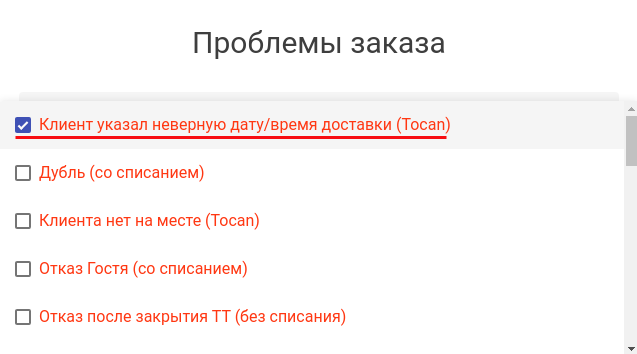 Проблемы заказа
Клиент указал неверную дату/время доставки (Tocan)
Дубль (со списанием)
Клиента нет на месте (Tocan)
Отказ Гостя (со списанием)
Отказ после закрытия ТТ (без списания)